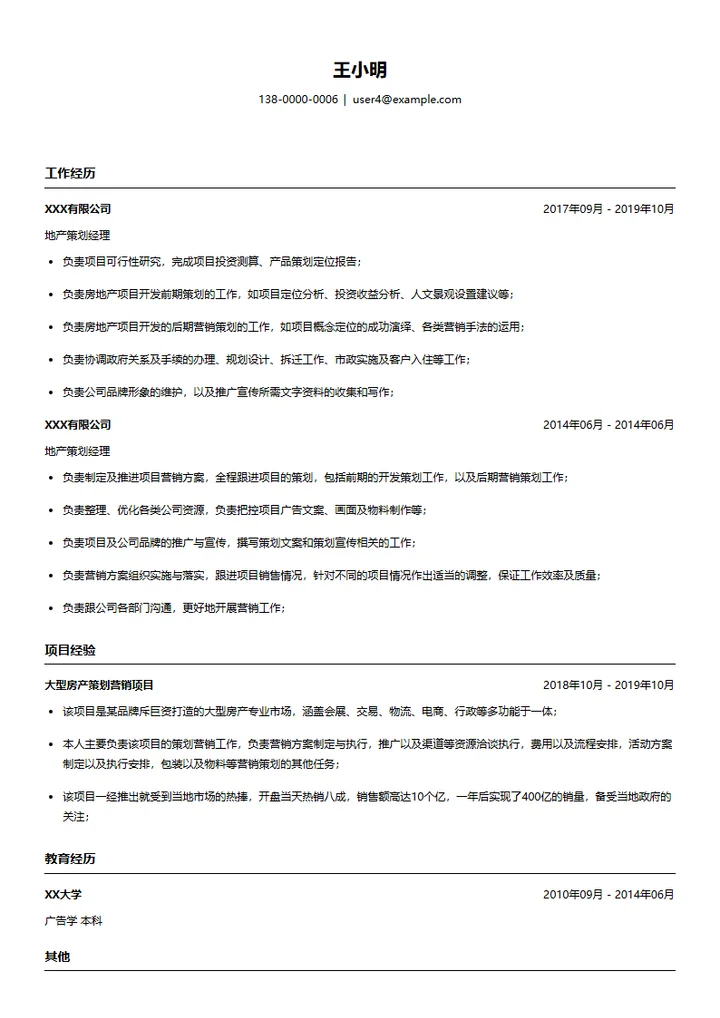 王小明
138-0000-0006 | user4@example.com
工作经历
XXX有限公司 2017年09月 - 2019年10月
地产策划经理
• 负责项目可行性研究，完成项目投资测算、产品策划定位报告；
• 负责房地产项目开发前期策划的工作，如项目定位分析、投资收益分析、人文景观设置建议等；
• 负责房地产项目开发的后期营销策划的工作，如项目概念定位的成功演绎、各类营销手法的运用；
• 负责协调政府关系及手续的办理、规划设计、拆迁工作、市政实施及客户入住等工作；
• 负责公司品牌形象的维护，以及推广宣传所需文字资料的收集和写作；
XXX有限公司 2014年06月 - 2014年06月
地产策划经理
• 负责制定及推进项目营销方案，全程跟进项目的策划，包括前期的开发策划工作，以及后期营销策划工作；
• 负责整理、优化各类公司资源，负责把控项目广告文案、画面及物料制作等；
• 负责项目及公司品牌的推广与宣传，撰写策划文案和策划宣传相关的工作；
• 负责营销方案组织实施与落实，跟进项目销售情况，针对不同的项目情况作出适当的调整，保证工作效率及质量；
• 负责跟公司各部门沟通，更好地开展营销工作；
项目经验
大型房产策划营销项目 2018年10月 - 2019年10月
• 该项目是某品牌斥巨资打造的大型房产专业市场，涵盖会展、交易、物流、电商、行政等多功能于一体；
• 本人主要负责该项目的策划营销工作，负责营销方案制定与执行，推广以及渠道等资源洽谈执行，费用以及流程安排，活动方案
制定以及执行安排，包装以及物料等营销策划的其他任务；
• 该项目一经推出就受到当地市场的热捧，开盘当天热销八成，销售额高达10个亿，一年后实现了400亿的销量，备受当地政府的
关注；
教育经历
XX大学 2010年09月 - 2014年06月
广告学 本科
其他